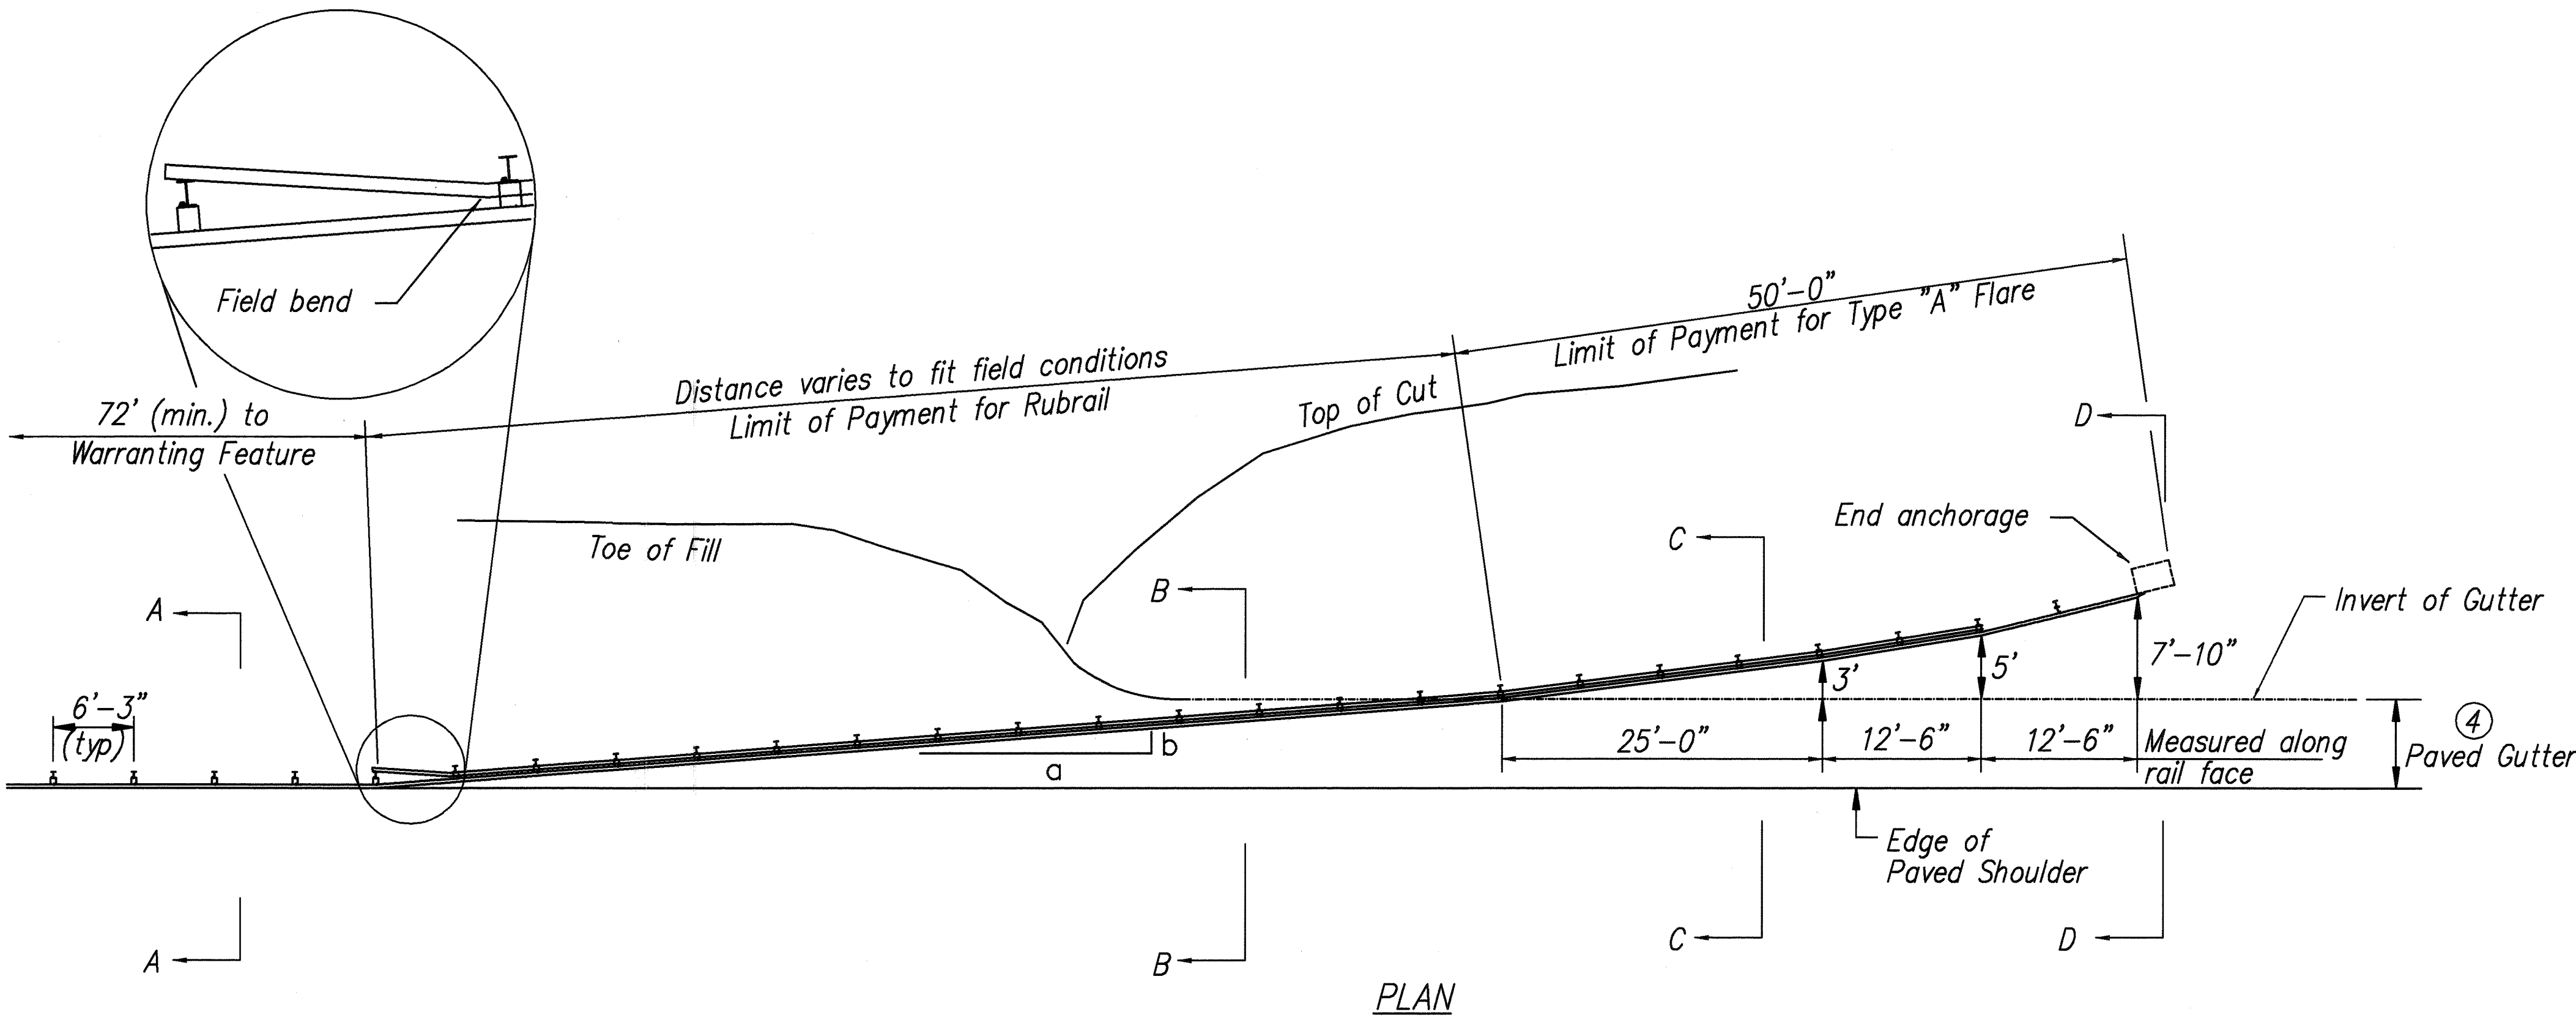 Field bend
50'-0"
Limit of Payment for Type "A" Flare
Distance varies to fit field conditions
Limit of Payment for Rubrail
72' (min.) to
Warranting Feature
Top of Cut
D
Toe of Fill
End anchorage
C
B
A
Invert of Gutter
6'-3"
(typ)
3'
5'
7'-10"
b
a
25'-0"
12'-6"
12'-6"
Measured along
rail face
4
Paved Gutter
Edge of
Paved Shoulder
A
B
C
D
PLAN